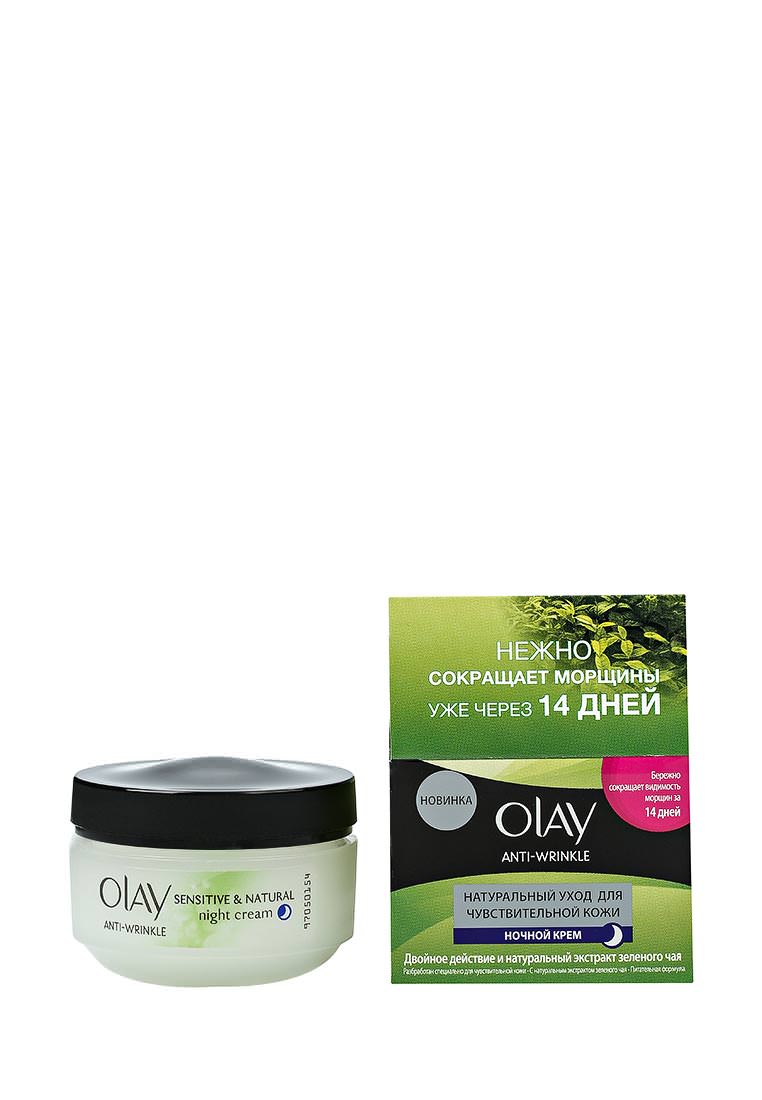 НЕЖНО
СОКРАЩАЕТ МОРЩИНЫ
УЖЕ ЧЕРЕЗ 14 ДНЕЙ
НОВИНКА
OLAY
ANTI-WRINKLE
Бережно
сокращает видимость
морщин за
14 дней
НАТУРАЛЬНЫЙ УХОД ДЛЯ
ЧУВСТВИТЕЛЬНОЙ КОЖИ
НОЧНОЙ КРЕМ
Двойное действие и натуральный экстракт зеленого чая
Разработан специально для чувствительной кожи - С натуральным экстрактом зеленого чая - Питательная формула
OLAY
ANTI-WRINKLE
SENSITIVE & NATURAL
night cream
97050154